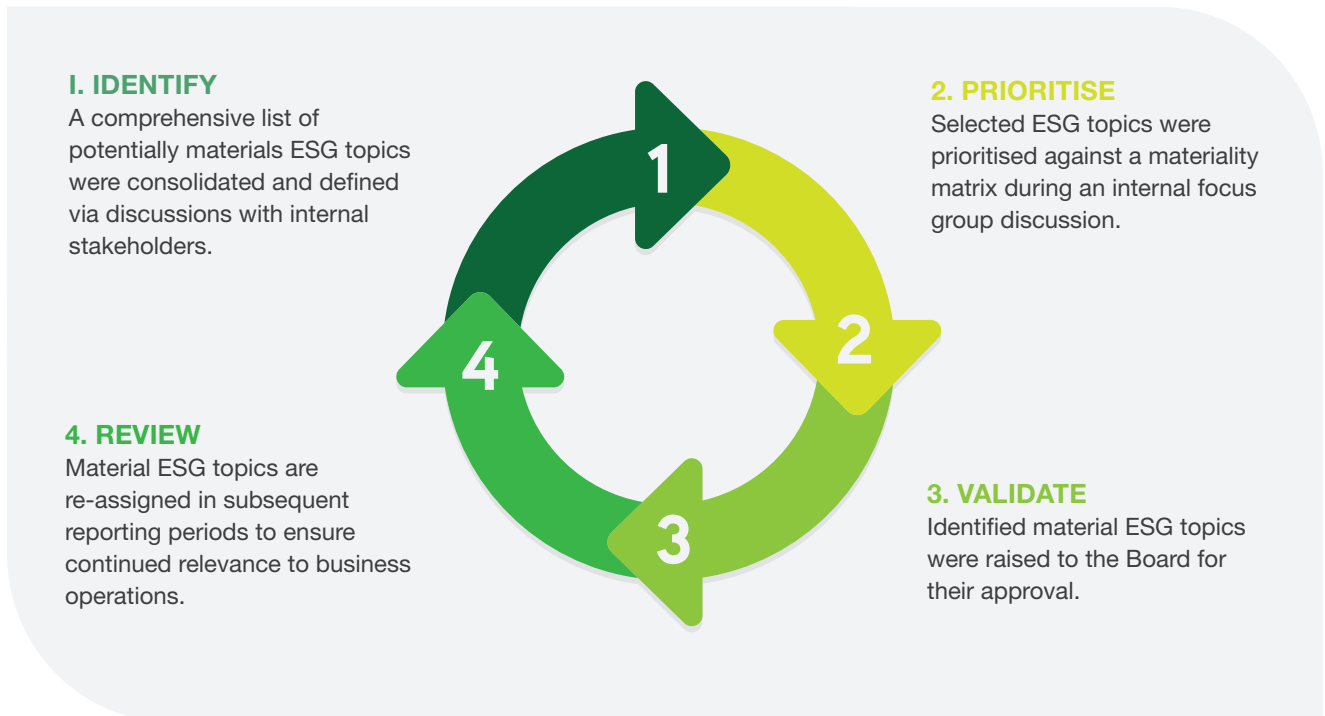 I. IDENTIFY
A comprehensive list of
potentially materials ESG topics
were consolidated and defined
via discussions with internal
stakeholders.
2. PRIORITISE
Selected ESG topics were
prioritised against a materiality
matrix during an internal focus
group discussion.
3. VALIDATE
Identified material ESG topics
were raised to the Board for
their approval.
4. REVIEW
Material ESG topics are
re-assigned in subsequent
reporting periods to ensure
continued relevance to business
operations.
1
2
3
4